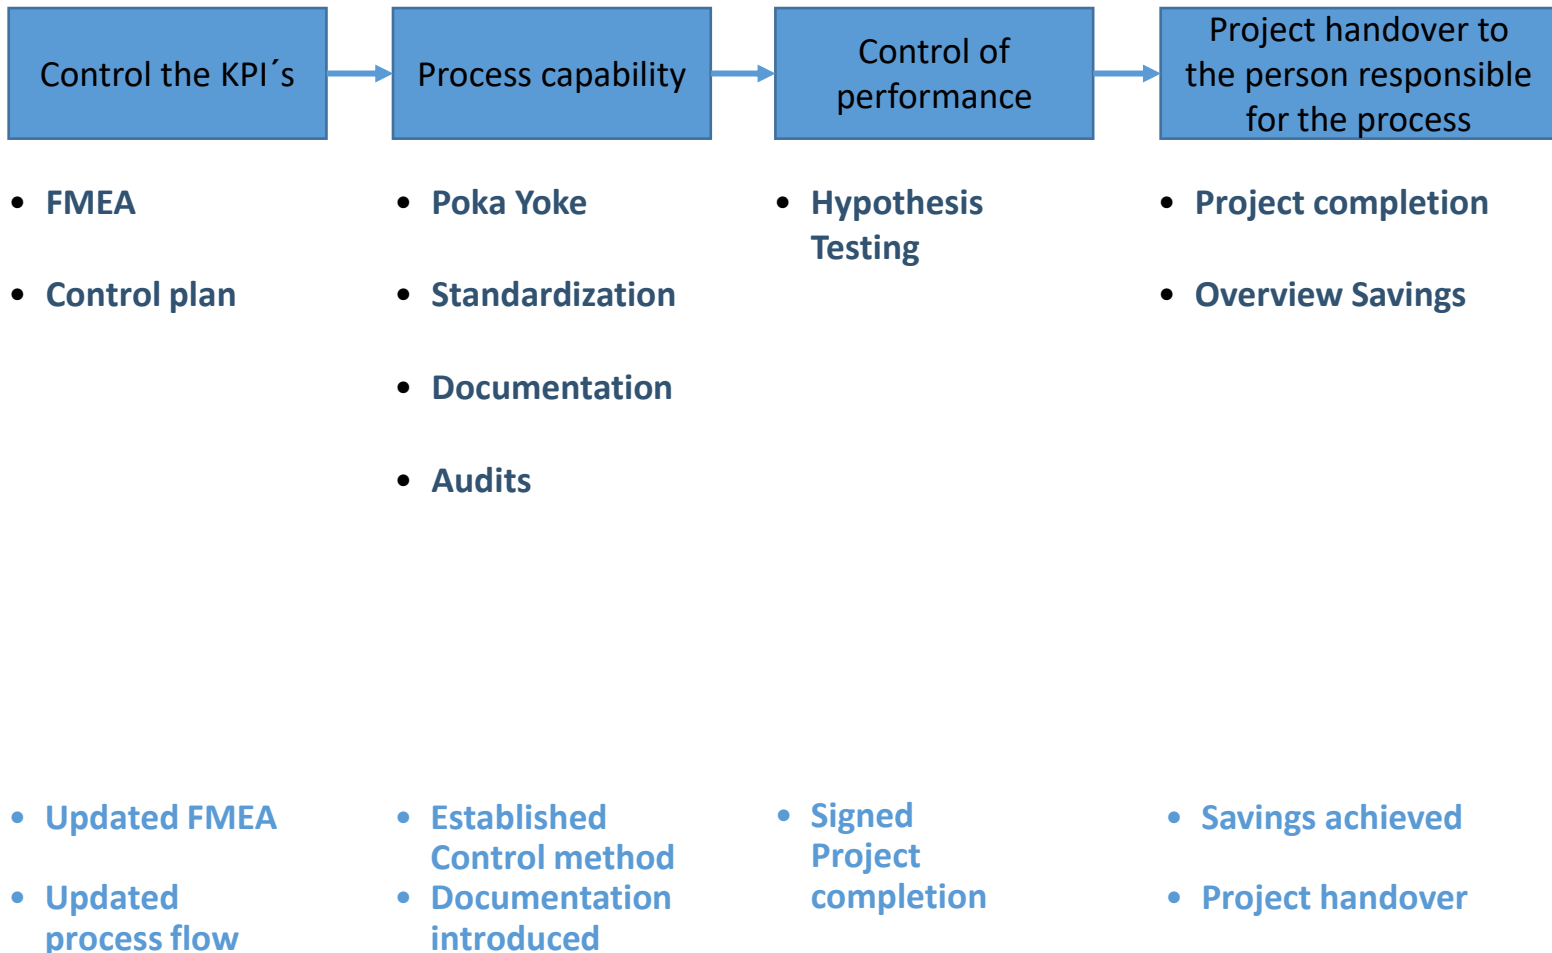 Control the KPI´s
Process capability
Control of
performance
Project handover to
the person responsible
for the process
• FMEA
• Control plan
• Poka Yoke
• Standardization
• Documentation
• Audits
• Hypothesis
Testing
• Project completion
• Overview Savings
• Updated FMEA
• Updated
process flow
• Established
Control method
• Documentation
introduced
• Signed
Project
completion
• Savings achieved
• Project handover